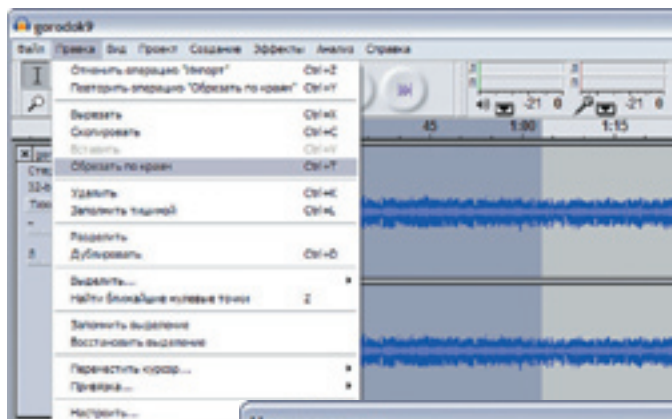 gorodok9
Файл Правка Вид Проект Создание Эффекты Анализ Справка
Отменить операцию "Импорт" Ctrl+Z
Повторить операцию "Обрезать по краям" Ctrl+Y
Вырезать Ctrl+X
Скопировать Ctrl+C
Вставить Ctrl+V
Обрезать по краям Ctrl+T
Удалить Ctrl+K
Заполнить тишиной Ctrl+L
Разделить
Дублировать Ctrl+D
Выделить...
Найти ближайшие нулевые точки Z
Запомнить выделение
Восстановить выделение
Переместить курсор...
Привязка...
Настроить...
-21 0 -21 0
45 1:00 1:15